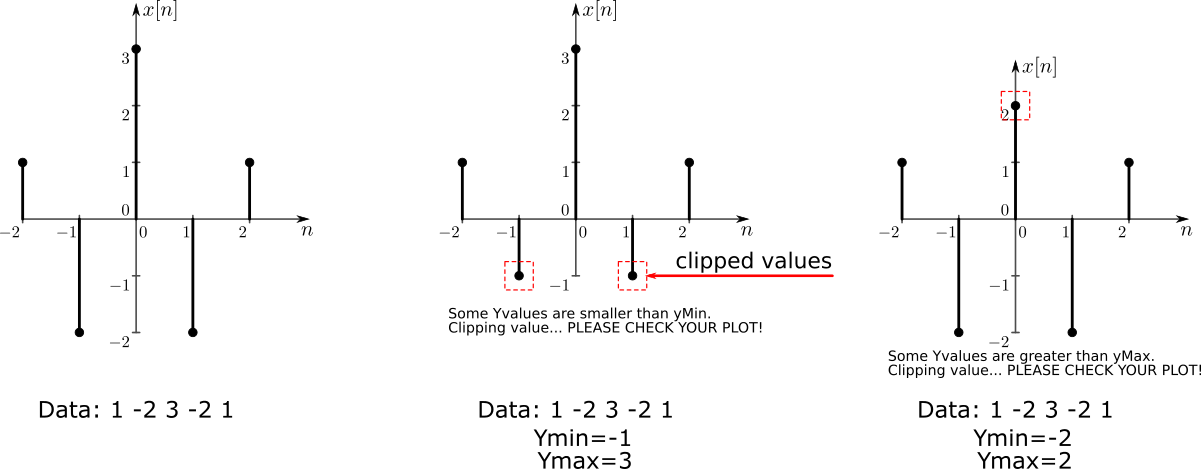 x[n]
3
2
1
0
−2 −1 0 1 2 n
−1
−2
Data: 1 -2 3 -2 1
x[n]
3
2
1
0
−2 −1 0 1 2 n
−1
clipped values
Some Yvalues are smaller than yMin.
Clipping value... PLEASE CHECK YOUR PLOT!
Data: 1 -2 3 -2 1
Ymin=-1
Ymax=3
x[n]
2
1
0
−2 −1 0 1 2 n
−1
−2
Some Yvalues are greater than yMax.
Clipping value... PLEASE CHECK YOUR PLOT!
Data: 1 -2 3 -2 1
Ymin=-2
Ymax=2